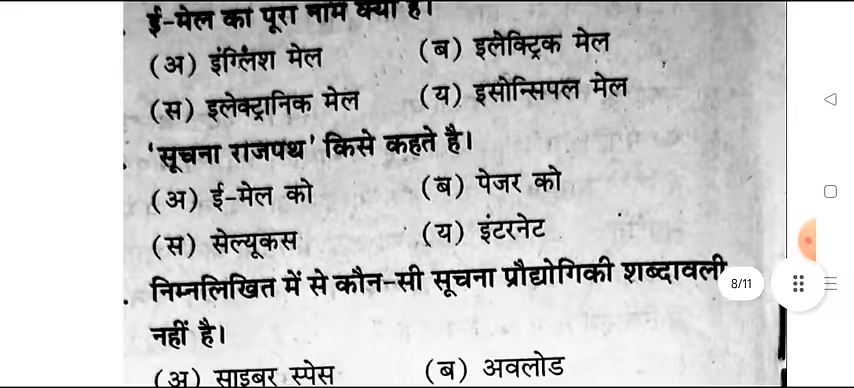 ई-मेल का पूरा नाम क्या है।
(अ) इंग्लिंश मेल (ब) इलेक्ट्रिक मेल
(स) इलेक्ट्रानिक मेल (य) इसोन्सिपल मेल
'सूचना राजपथ' किसे कहते है।
(अ) ई-मेल को (ब) पेजर को
(स) सेल्यूकस (य) इंटरनेट
निम्नलिखित में से कौन-सी सूचना प्रौद्योगिकी शब्दावली
8/11
नहीं है।
(अ) साइबर स्पेस (ब) अवलोड